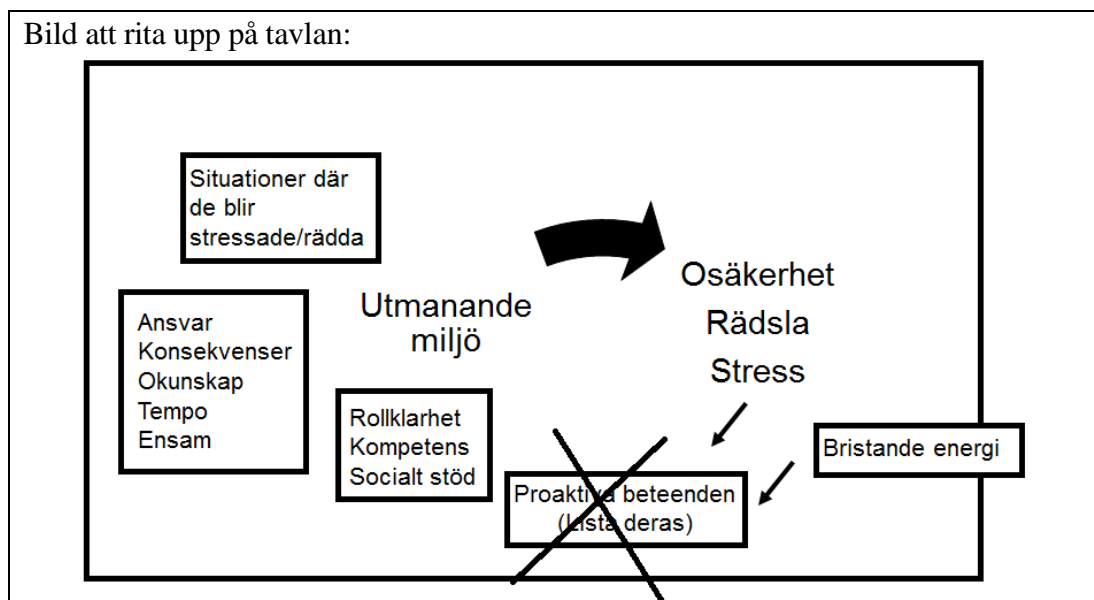 Bild att rita upp på tavlan:
Situationer där
de blir
stressade/rädda
Ansvar
Konsekvenser
Okunskap
Tempo
Ensam
Utmanande
miljö
Rollklarhet
Kompetens
Socialt stöd
Osäkerhet
Rädsla
Stress
Proaktiva beteenden
(Lista deras)
Bristande energi